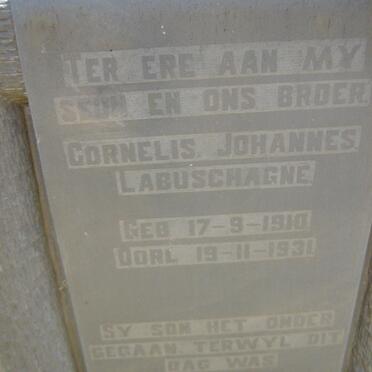 TER ERE AAN MY
SEUN EN ONS BROER
CORNELIS JOHANNES
LABUSCHAGNE
GEB 17-9-1910
OORL 19-11-1931
SY SON HET ONDER
GEGAAN TERWYL DIT
DAG WAS